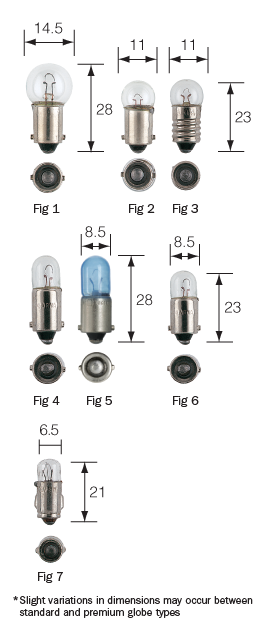 14.5
11
11
28
23
Fig 1
Fig 2
Fig 3
8.5
8.5
28
23
Fig 4
Fig 5
Fig 6
6.5
21
Fig 7
*Slight variations in dimensions may occur between
standard and premium globe types